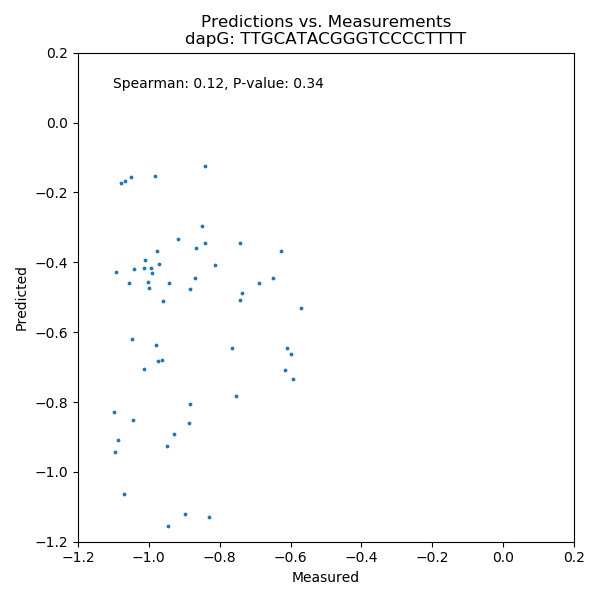 Predictions vs. Measurements
dapG: TTGCATACGGGTCCCCTTTT
Spearman: 0.12, P-value: 0.34
0.2
0.0
−0.2
−0.4
−0.6
−0.8
−1.0
−1.2
Predicted
−1.2 −1.0 −0.8 −0.6 −0.4 −0.2 0.0 0.2
Measured